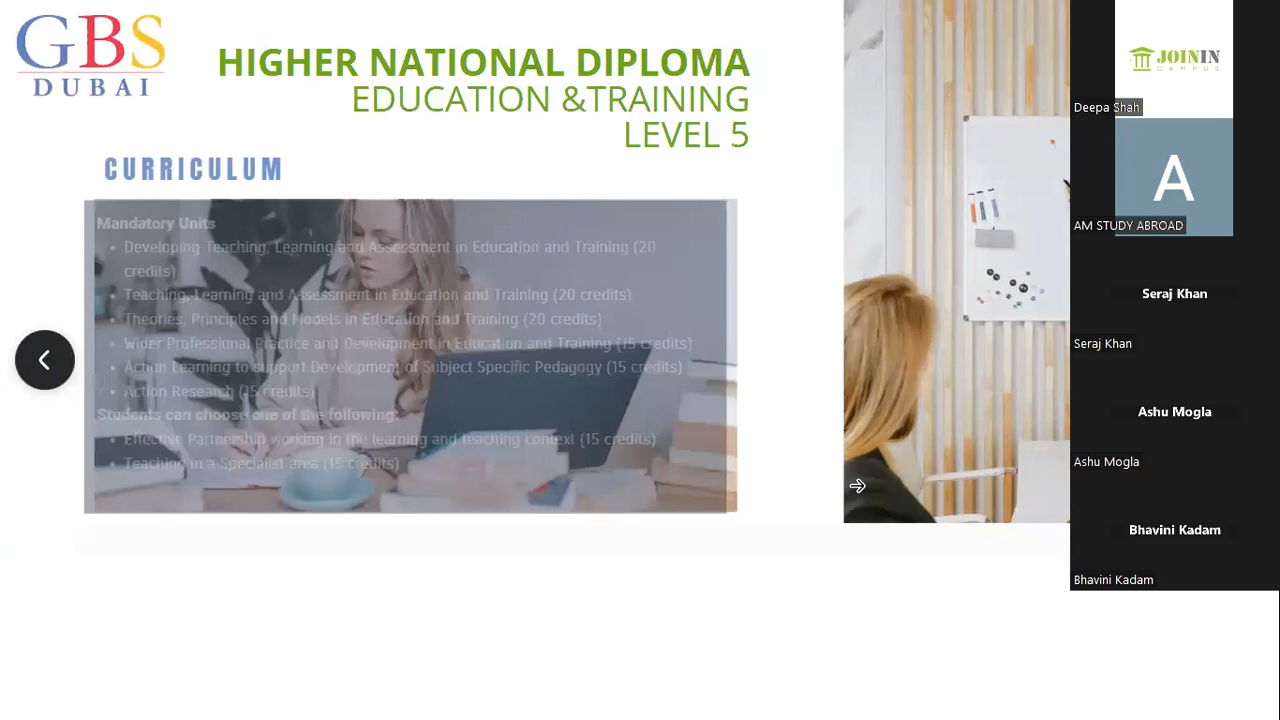 GBS
DUBAI
HIGHER NATIONAL DIPLOMA
EDUCATION &TRAINING
LEVEL 5
CURRICULUM
Mandatory Units
• Developing Teaching, Learning and Assessment in Education and Training (20
credits)
• Teaching, Learning and Assessment in Education and Training (20 credits)
• Theories, Principles and Models in Education and Training (20 credits)
• Wider Professional Practice and Development in Education and Training (15 credits)
• Action Learning to support Development of Subject Specific Pedagogy (15 credits)
• Action Research (15 credits)
Students can choose one of the following:
• Effective Partnership working in the learning and teaching context (15 credits)
• Teaching in a Specialist area (15 credits)
JOININ
CAMPUS
Deepa Shah
A
AM STUDY ABROAD
Seraj Khan
Seraj Khan
Ashu Mogla
Ashu Mogla
Bhavini Kadam
Bhavini Kadam